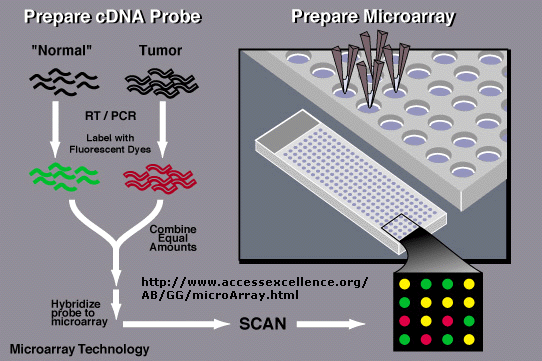 Prepare cDNA Probe
Prepare Microarray
"Normal"
Tumor
RT / PCR
Label with
Fluorescent Dyes
Combine
Equal
Amounts
http://www.accessexcellence.org/
AB/GG/microArray.html
Hybridize
probe to
microarray
SCAN
Microarray Technology